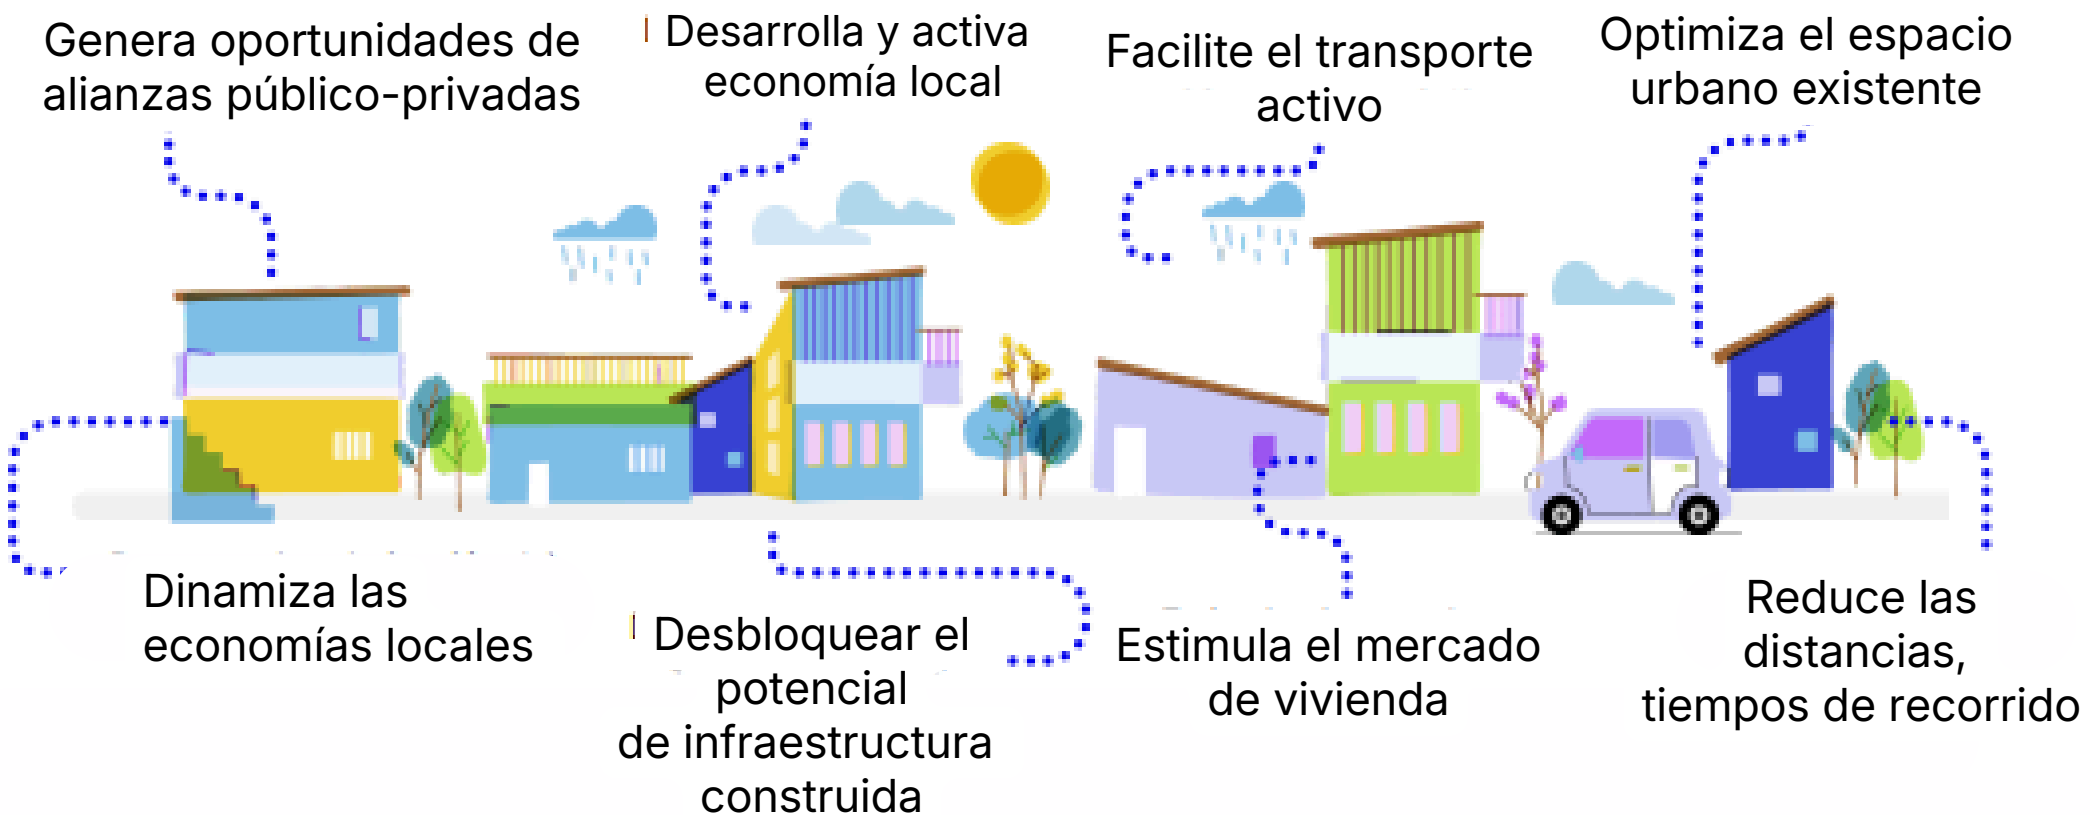 Genera oportunidades de
alianzas público-privadas
Desarrolla y activa
economía local
Facilite el transporte
activo
Optimiza el espacio
urbano existente
Dinamiza las
economías locales
Desbloquear el
potencial
de infraestructura
construida
Estimula el mercado
de vivienda
Reduce las
distancias,
tiempos de recorrido